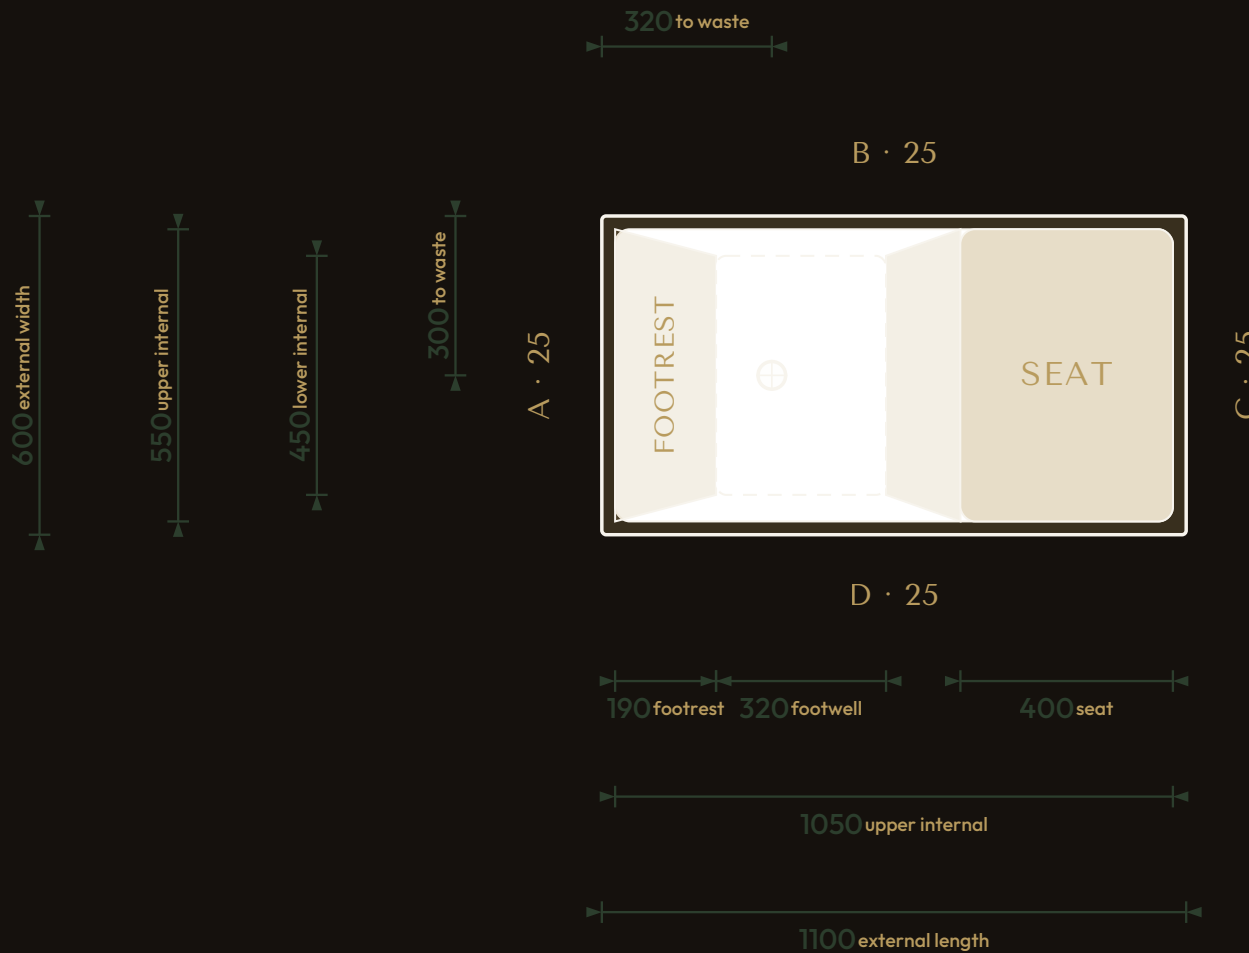 320 to waste
B · 25
600 external width
550 upper internal
450 lower internal
300 to waste
A · 25
FOOTREST
SEAT
C · 25
D · 25
190 footrest
320 footwell
400 seat
1050 upper internal
1100 external length